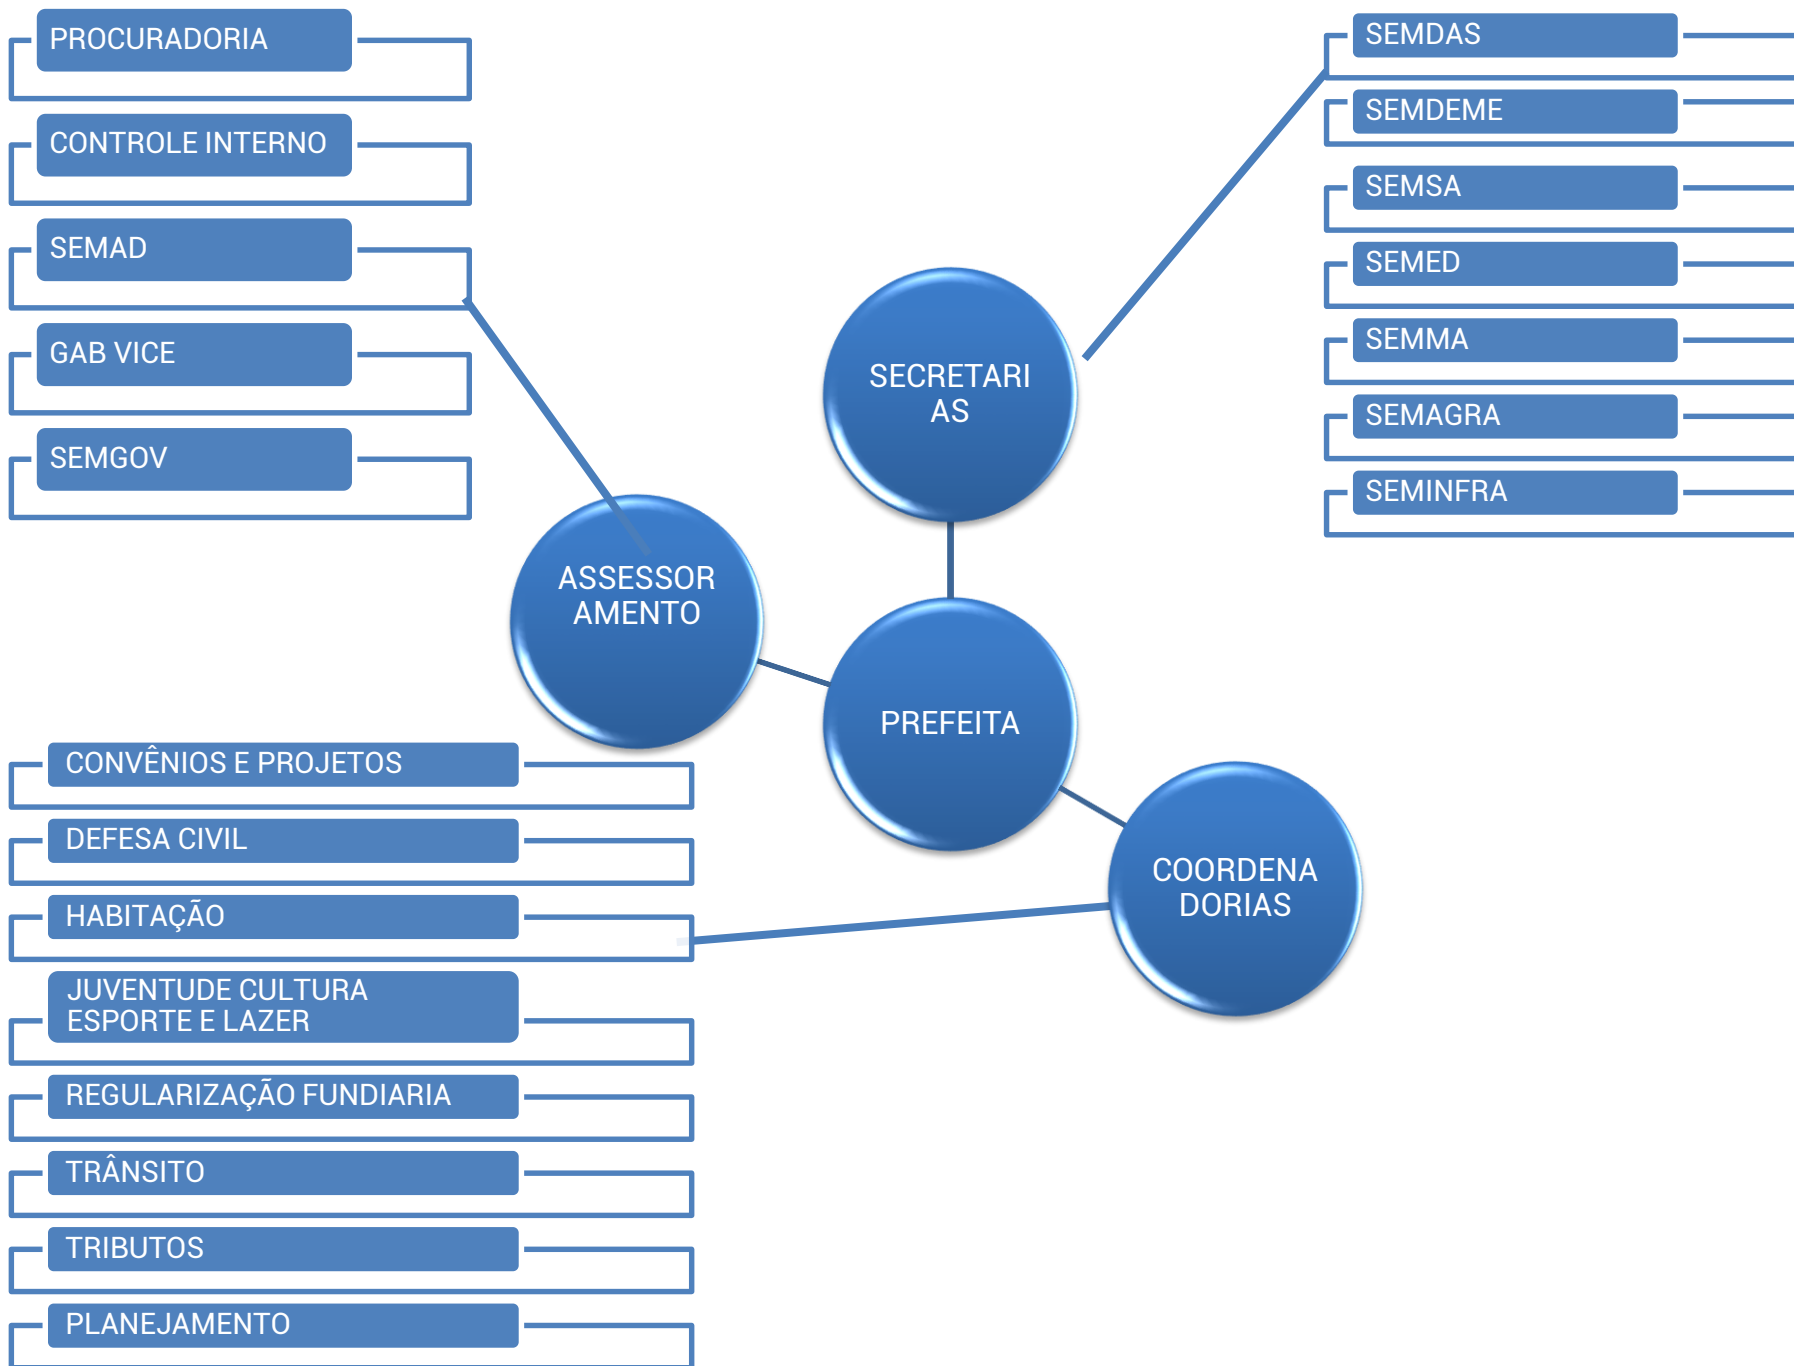 PROCURADORIA
CONTROLE INTERNO
SEMAD
GAB VICE
SEMGOV
SEMDAS
SEMDEME
SEMSA
SEMED
SEMMA
SEMAGRA
SEMINFRA
SECRETARI
AS
ASSESSOR
AMENTO
PREFEITA
COORDENA
DORIAS
CONVÊNIOS E PROJETOS
DEFESA CIVIL
HABITAÇÃO
JUVENTUDE CULTURA
ESPORTE E LAZER
REGULARIZAÇÃO FUNDIARIA
TRÂNSITO
TRIBUTOS
PLANEJAMENTO